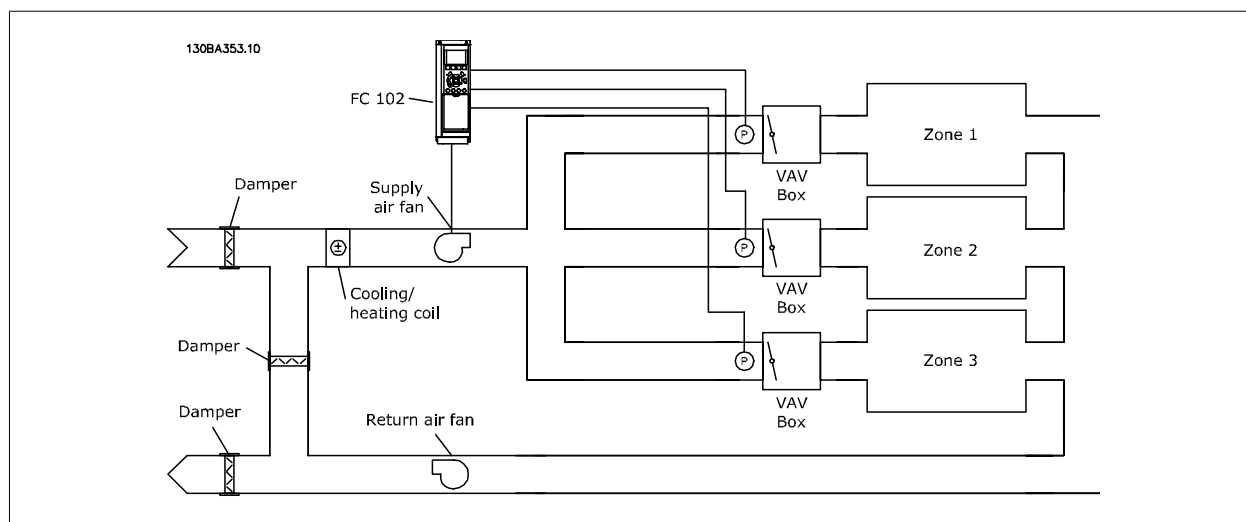 130BA353.10
FC 102
Damper
Supply
air fan
Cooling/
heating coil
Damper
Damper
Return air fan
P
VAV
Box
Zone 1
P
VAV
Box
Zone 2
P
VAV
Box
Zone 3